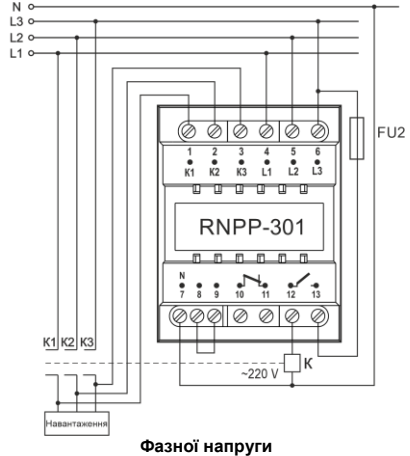 N
L3
L2
L1
FU2
1 2 3 4 5 6
K1 K2 K3 L1 L2 L3
RNPP-301
N
7 8 9 10 11 12 13
K1 K2 K3
K
~220 V
Навантаження
Фазної напруги